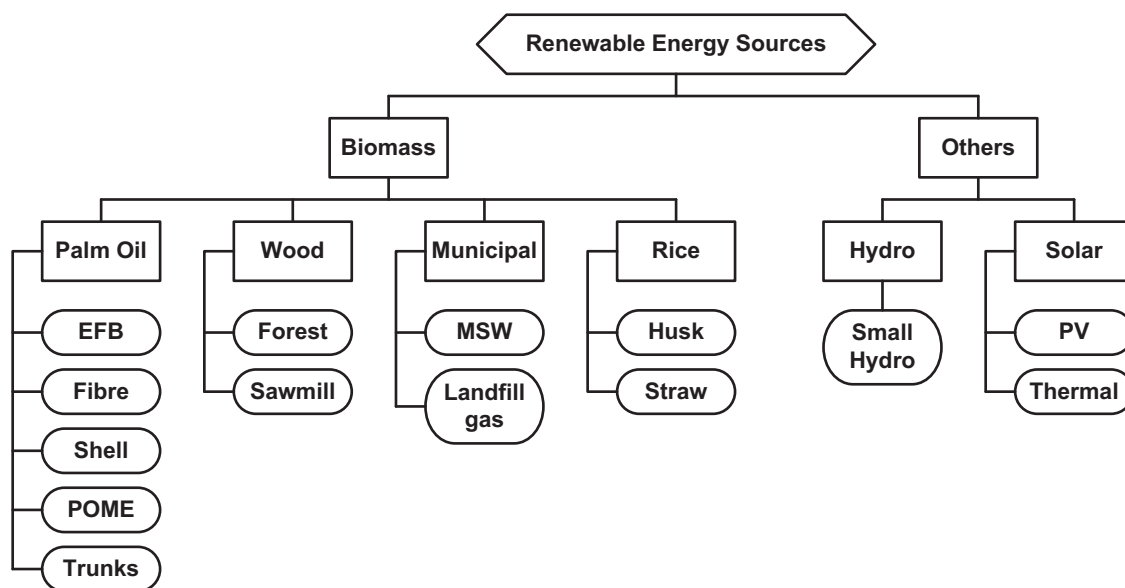 Renewable Energy Sources
Biomass
Others
Palm Oil
Wood
Municipal
Rice
Hydro
Solar
EFB
Forest
MSW
Husk
Small
Hydro
PV
Fibre
Sawmill
Landfill
gas
Straw
Thermal
Shell
POME
Trunks